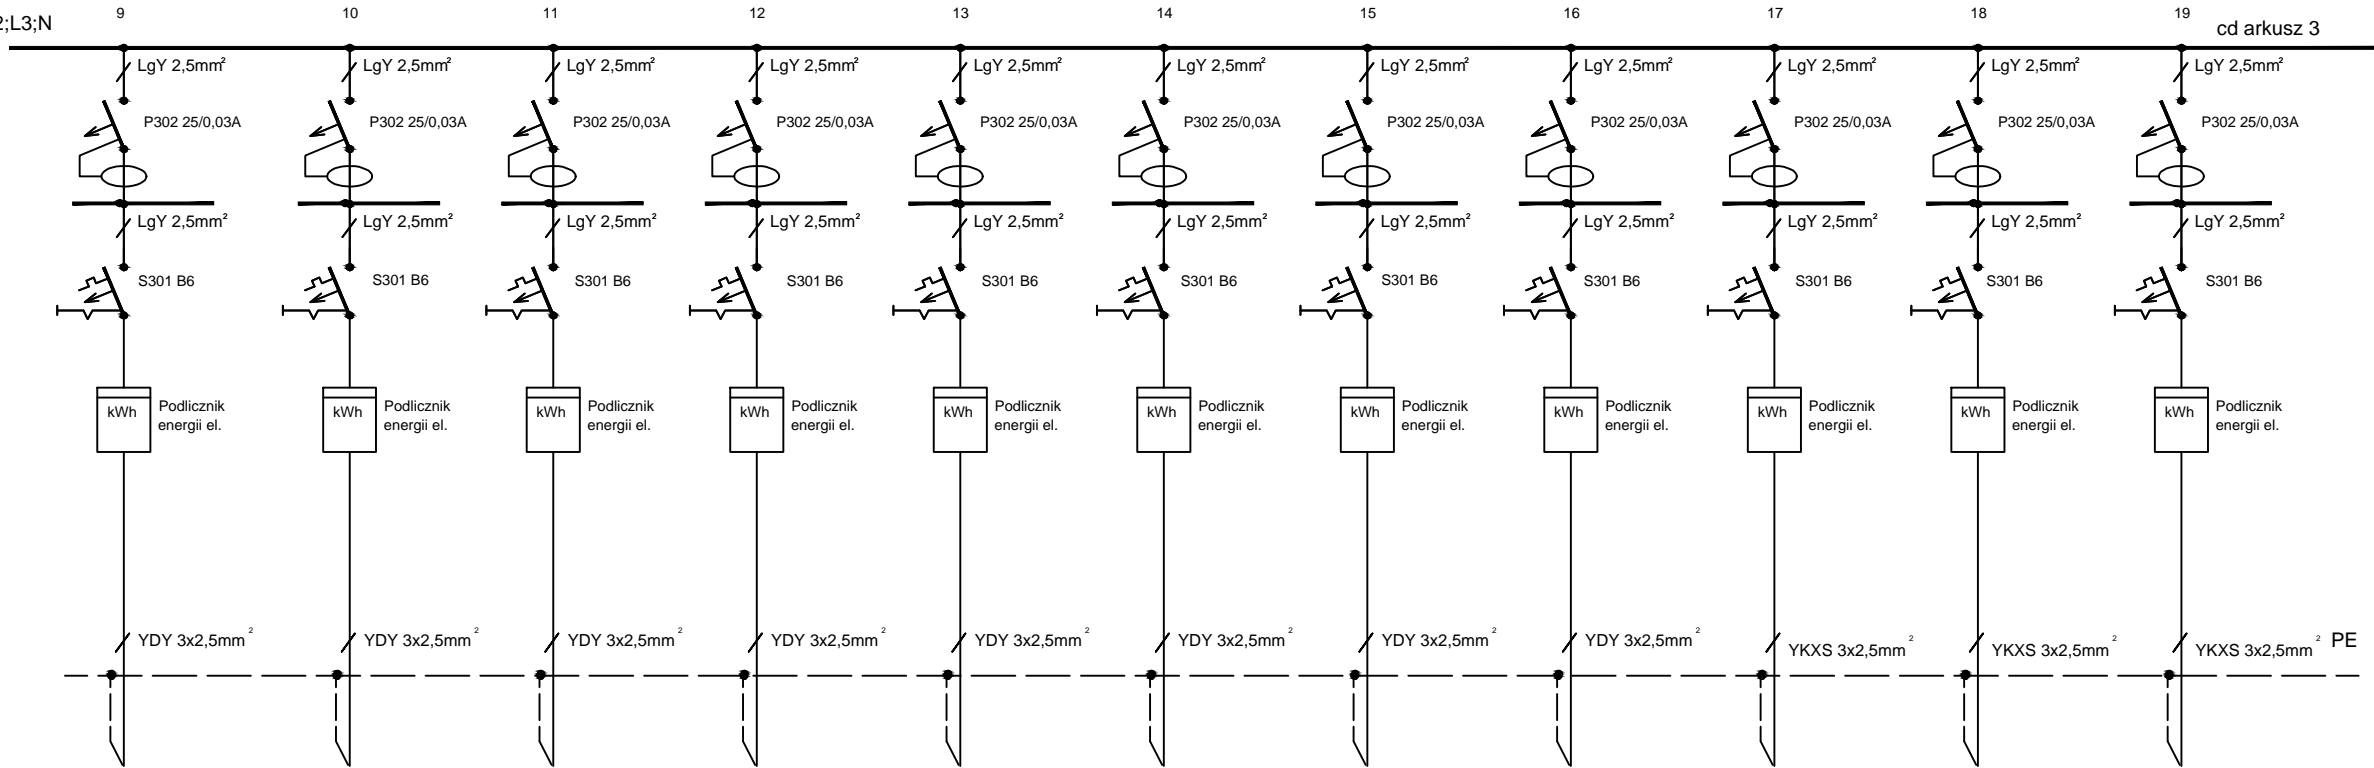 9 10 11 12 13 14 15 16 17 18 19
2;L3;N
cd arkusz 3
LgY 2,5mm² LgY 2,5mm² LgY 2,5mm² LgY 2,5mm² LgY 2,5mm² LgY 2,5mm² LgY 2,5mm² LgY 2,5mm² LgY 2,5mm² LgY 2,5mm² LgY 2,5mm²
P302 25/0,03A P302 25/0,03A P302 25/0,03A P302 25/0,03A P302 25/0,03A P302 25/0,03A P302 25/0,03A P302 25/0,03A P302 25/0,03A P302 25/0,03A P302 25/0,03A
LgY 2,5mm² LgY 2,5mm² LgY 2,5mm² LgY 2,5mm² LgY 2,5mm² LgY 2,5mm² LgY 2,5mm² LgY 2,5mm² LgY 2,5mm² LgY 2,5mm² LgY 2,5mm²
S301 B6 S301 B6 S301 B6 S301 B6 S301 B6 S301 B6 S301 B6 S301 B6 S301 B6 S301 B6 S301 B6
kWh Podlicznik kWh Podlicznik kWh Podlicznik kWh Podlicznik kWh Podlicznik kWh Podlicznik kWh Podlicznik kWh Podlicznik kWh Podlicznik kWh Podlicznik kWh Podlicznik
energii el. energii el. energii el. energii el. energii el. energii el. energii el. energii el. energii el. energii el. energii el.
YDY 3x2,5mm² YDY 3x2,5mm² YDY 3x2,5mm² YDY 3x2,5mm² YDY 3x2,5mm² YDY 3x2,5mm² YDY 3x2,5mm² YDY 3x2,5mm² YKXS 3x2,5mm² YKXS 3x2,5mm² YKXS 3x2,5mm² PE